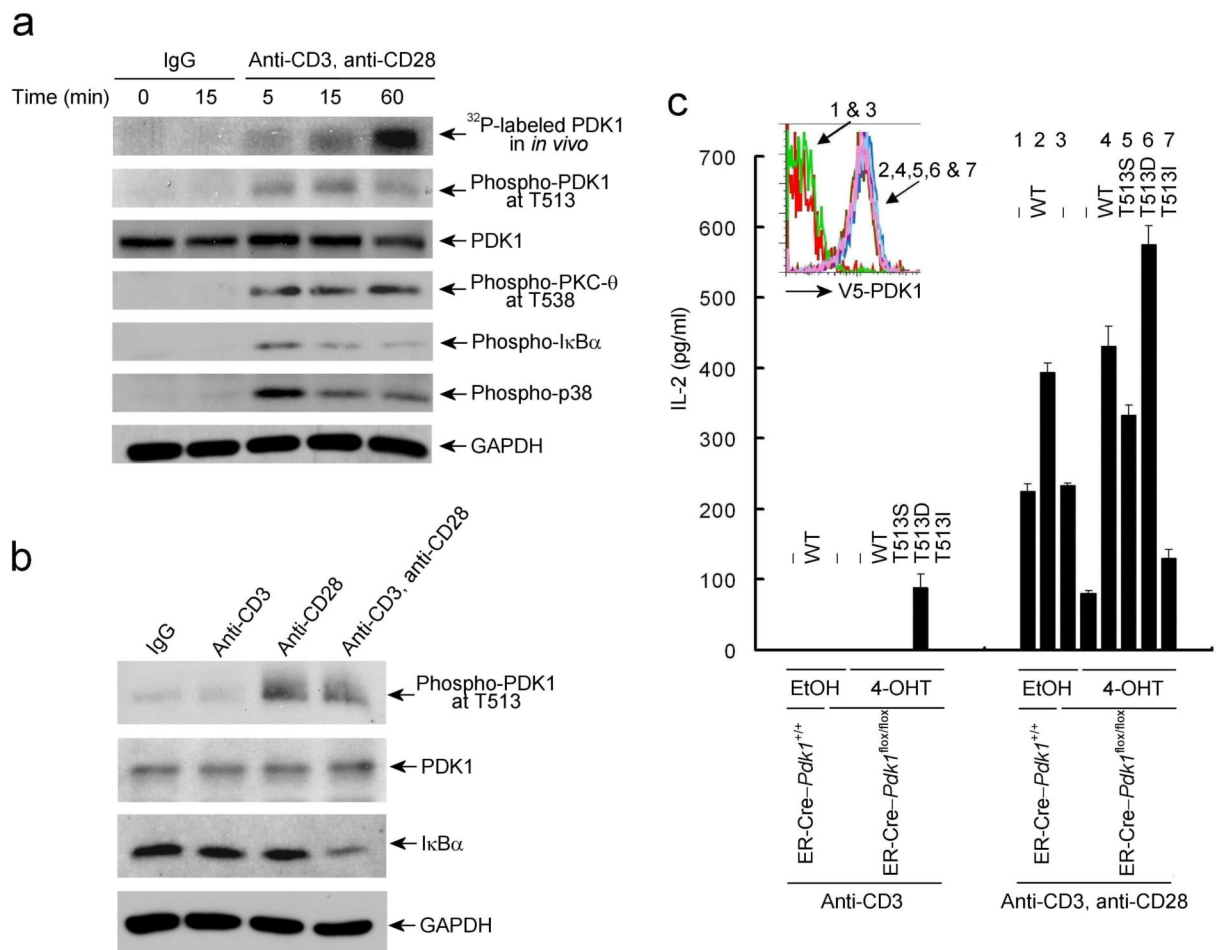 a
IgG
Anti-CD3, anti-CD28
Time (min) 0 15 5 15 60
32P-labeled PDK1
in in vivo
Phospho-PDK1
at T513
PDK1
Phospho-PKC-θ
at T538
Phospho-IκBα
Phospho-p38
GAPDH
b
IgG
Anti-CD3
Anti-CD28
Anti-CD3, anti-CD28
Phospho-PDK1
at T513
PDK1
IκBα
GAPDH
c
1 & 3
2,4,5,6 & 7
V5-PDK1
IL-2 (pg/ml)
700
600
500
400
300
200
100
0
– WT – – WT T513S T513D T513I
1 2 3 4 5 6 7
– WT – – WT T513S T513D T513I
EtOH 4-OHT
EtOH 4-OHT
ER-Cre–Pdk1+/+
ER-Cre–Pdk1flox/flox
ER-Cre–Pdk1+/+
ER-Cre–Pdk1flox/flox
Anti-CD3
Anti-CD3, anti-CD28